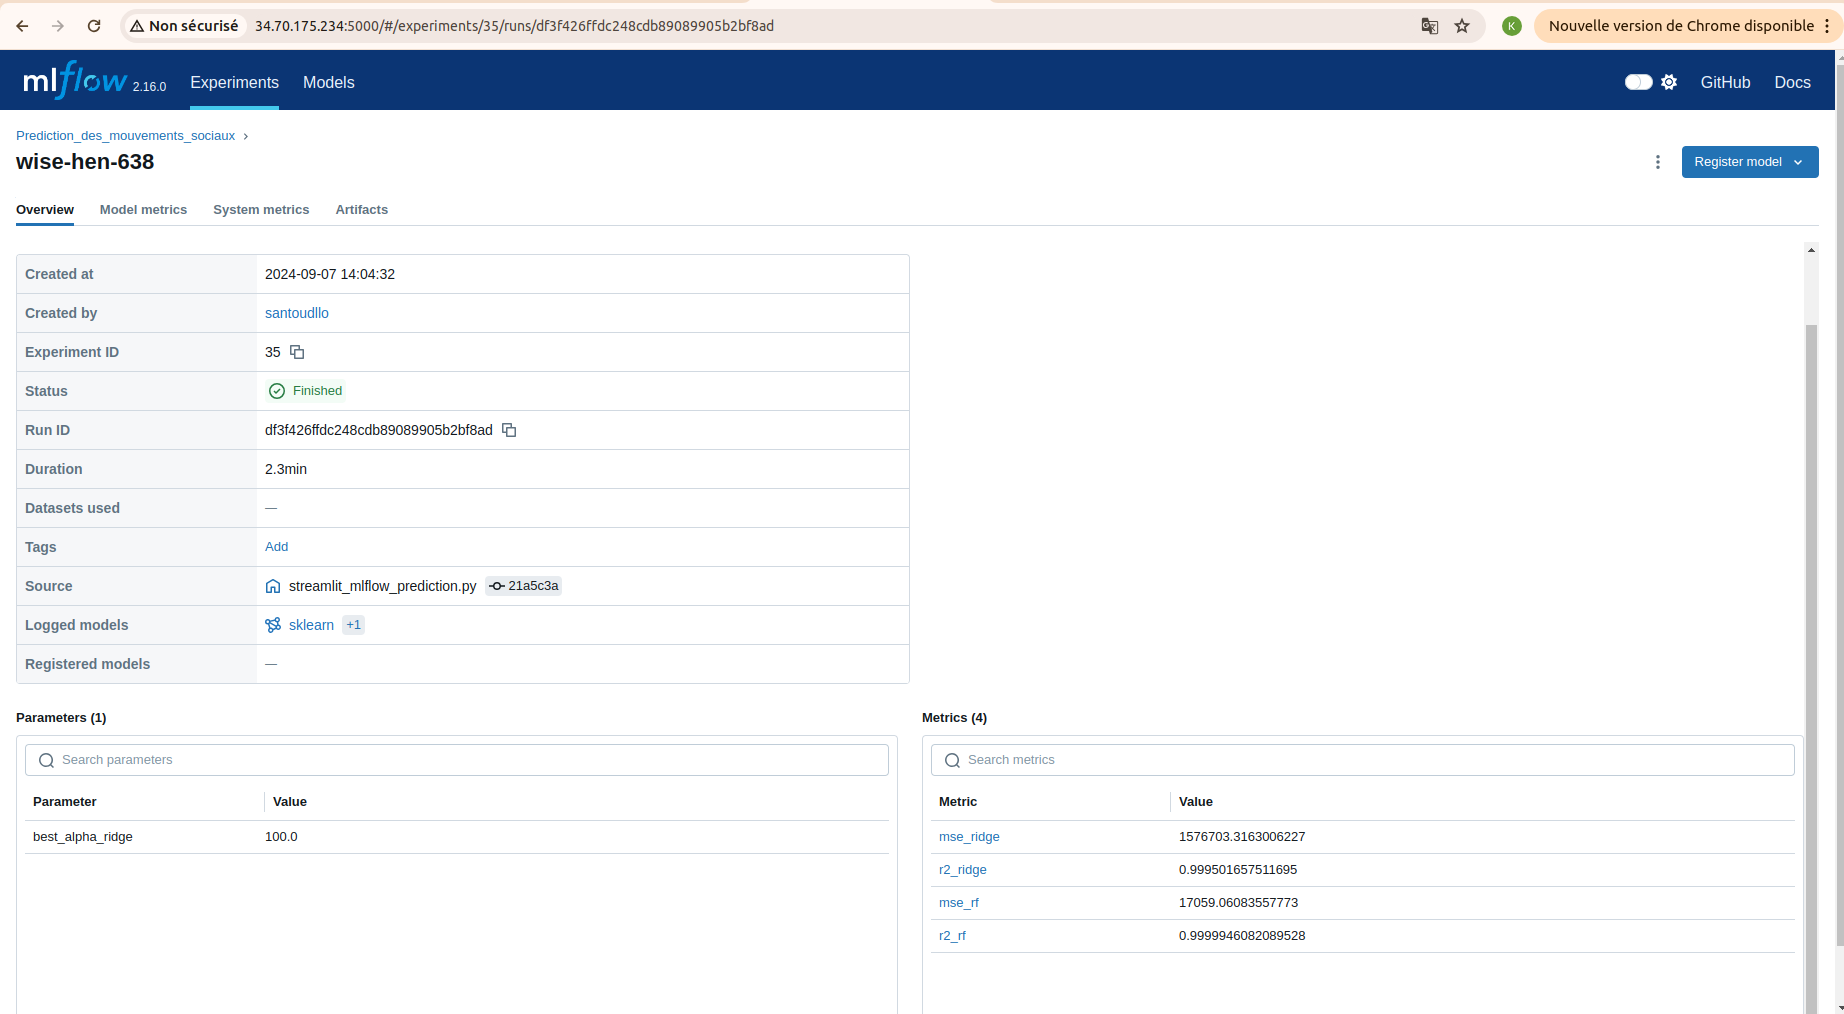 Non sécurisé 34.70.175.234:5000/#/experiments/35/runs/df3f426ffdc248cdb89089905b2bf8ad K Nouvelle version de Chrome disponible
mlflow 2.16.0 Experiments Models GitHub Docs
Prediction_des_mouvements_sociaux ›
wise-hen-638 Register model
Overview Model metrics System metrics Artifacts
Created at 2024-09-07 14:04:32
Created by santoudllo
Experiment ID 35
Status Finished
Run ID df3f426ffdc248cdb89089905b2bf8ad
Duration 2.3min
Datasets used —
Tags Add
Source streamlit_mlflow_prediction.py 21a5c3a
Logged models sklearn +1
Registered models —
Parameters (1)
Search parameters
Parameter Value
best_alpha_ridge 100.0
Metrics (4)
Search metrics
Metric Value
mse_ridge 1576703.3163006227
r2_ridge 0.999501657511695
mse_rf 17059.06083557773
r2_rf 0.9999946082089528